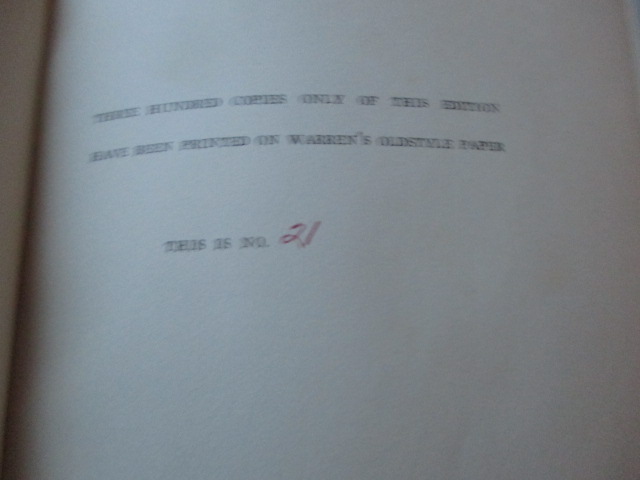 THREE HUNDRED COPIES ONLY OF THIS EDITION
HAVE BEEN PRINTED ON WARREN'S OLDSTYLE PAPER
THIS IS NO. 21